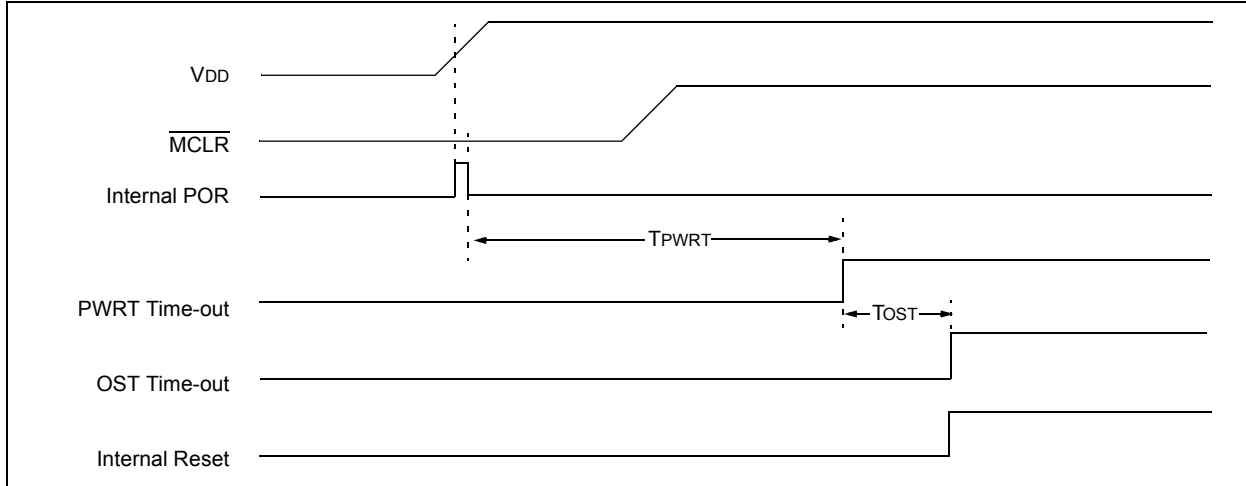 VDD
MCLR
Internal POR
TPWRT
PWRT Time-out
TOST
OST Time-out
Internal Reset